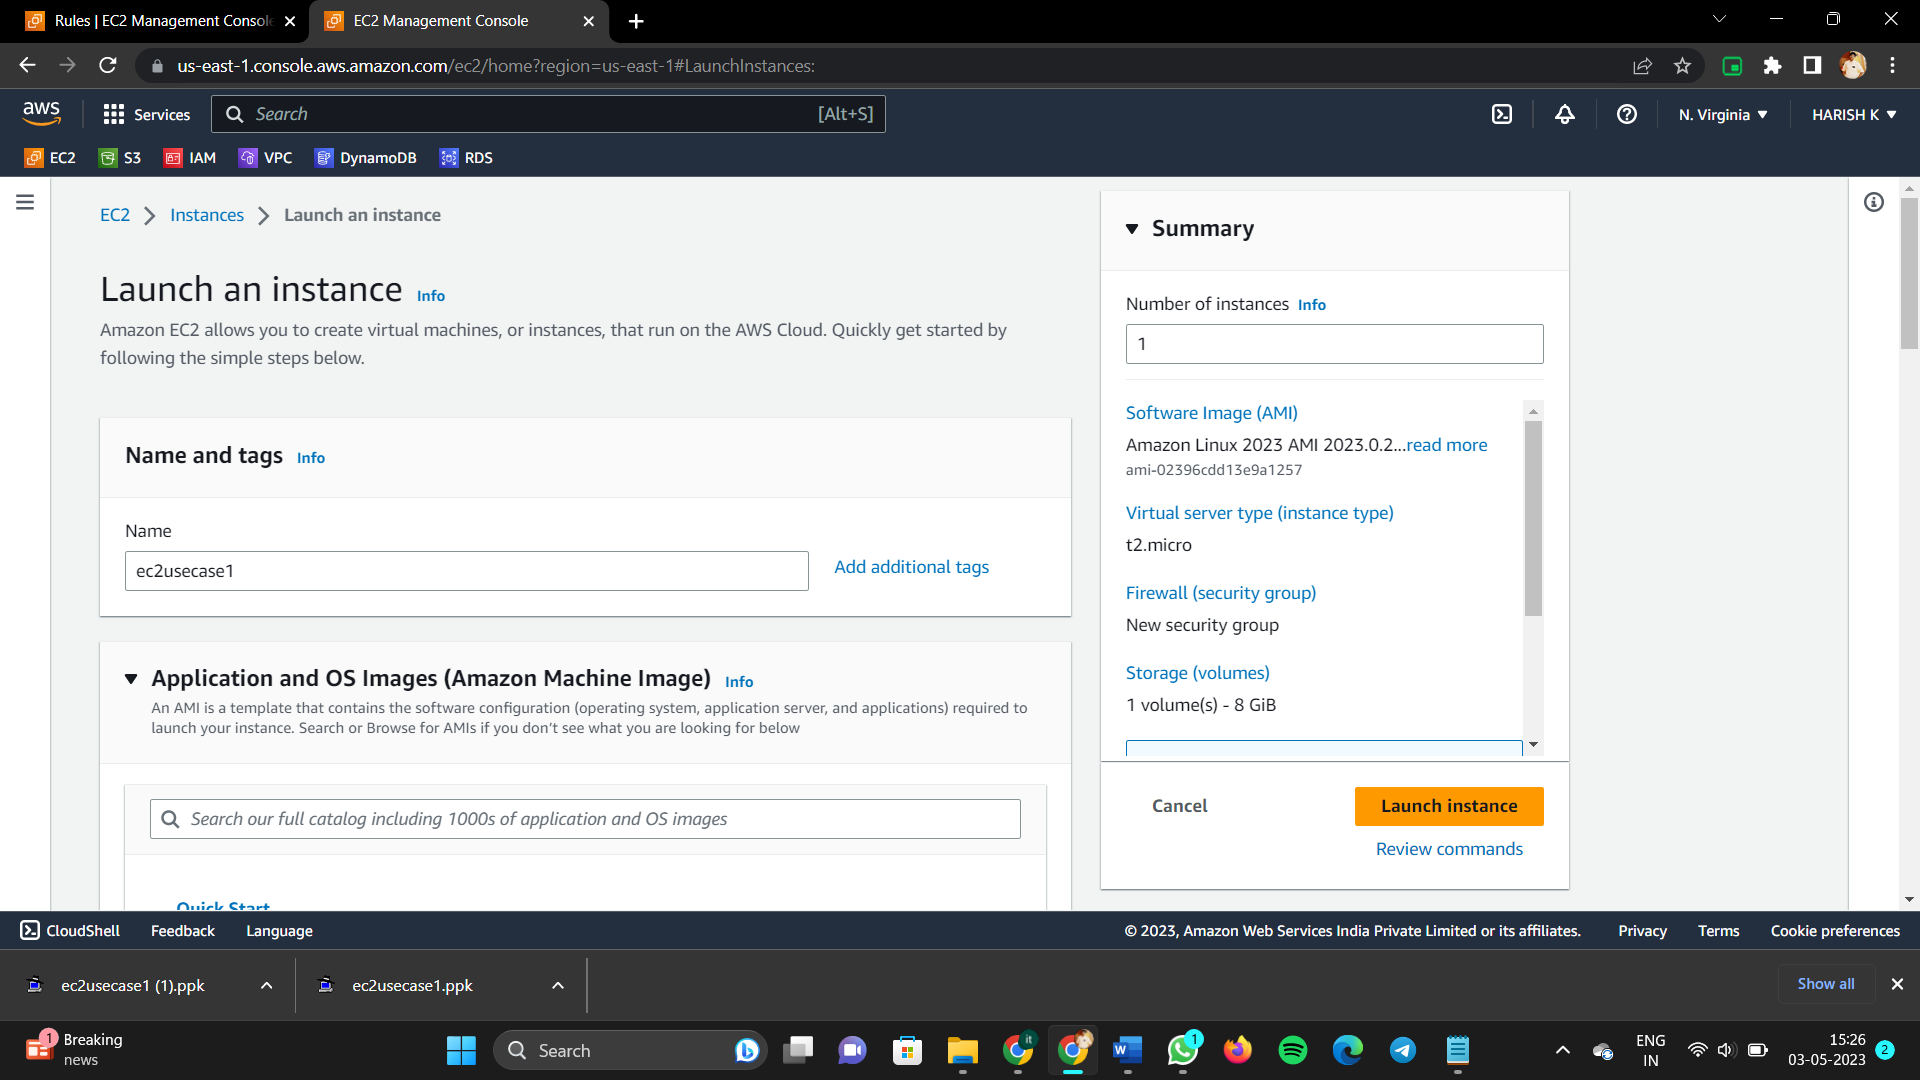 Rules | EC2 Management Console
EC2 Management Console
us-east-1.console.aws.amazon.com/ec2/home?region=us-east-1#LaunchInstances:
aws
Services
Search
[Alt+S]
N. Virginia
HARISH K
EC2
S3
IAM
VPC
DynamoDB
RDS
EC2
Instances
Launch an instance
Launch an instance Info
Amazon EC2 allows you to create virtual machines, or instances, that run on the AWS Cloud. Quickly get started by
following the simple steps below.
Name and tags Info
Name
ec2usecase1
Add additional tags
Application and OS Images (Amazon Machine Image) Info
An AMI is a template that contains the software configuration (operating system, application server, and applications) required to
launch your instance. Search or Browse for AMIs if you don't see what you are looking for below
Search our full catalog including 1000s of application and OS images
Quick Start
Summary
Number of instances Info
1
Software Image (AMI)
Amazon Linux 2023 AMI 2023.0.2...read more
ami-02396cdd13e9a1257
Virtual server type (instance type)
t2.micro
Firewall (security group)
New security group
Storage (volumes)
1 volume(s) - 8 GiB
Cancel
Launch instance
Review commands
CloudShell
Feedback
Language
© 2023, Amazon Web Services India Private Limited or its affiliates.
Privacy
Terms
Cookie preferences
ec2usecase1 (1).ppk
ec2usecase1.ppk
Show all
1
Breaking
news
Search
it
W
1
ENG
IN
15:26
03-05-2023
2